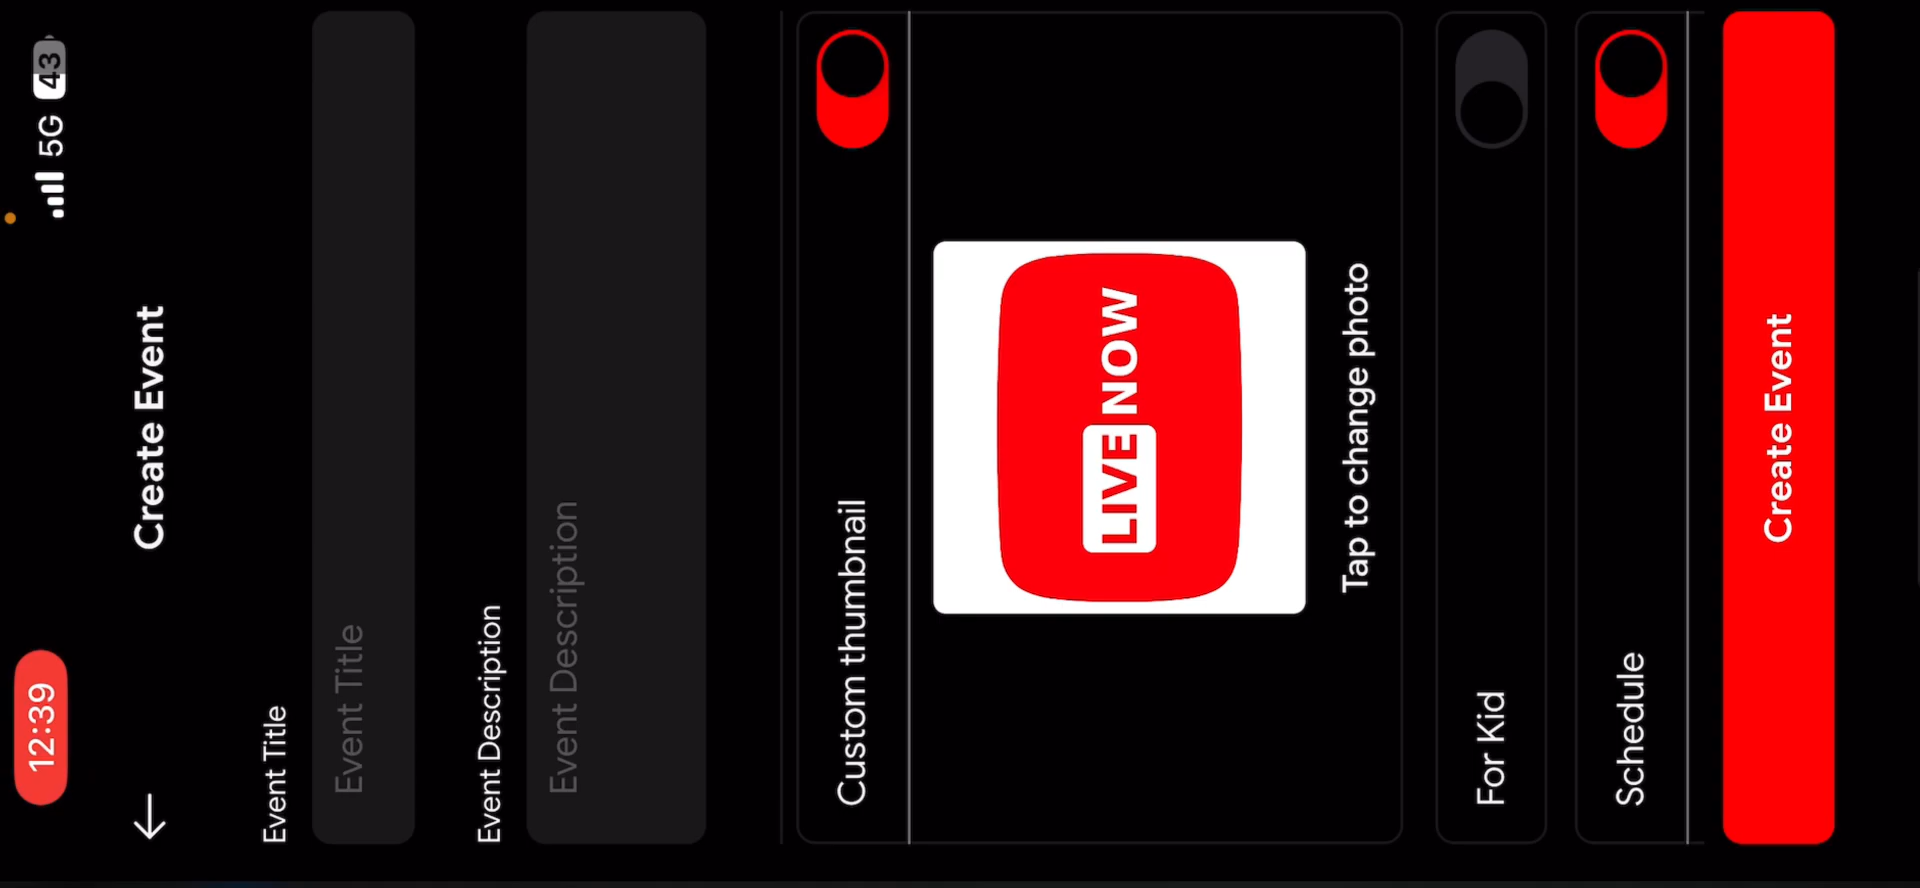 12:39
5G 43
Create Event
Event Title
Event Title
Event Description
Event Description
Custom thumbnail
LIVE NOW
Tap to change photo
For Kid
Schedule
Create Event